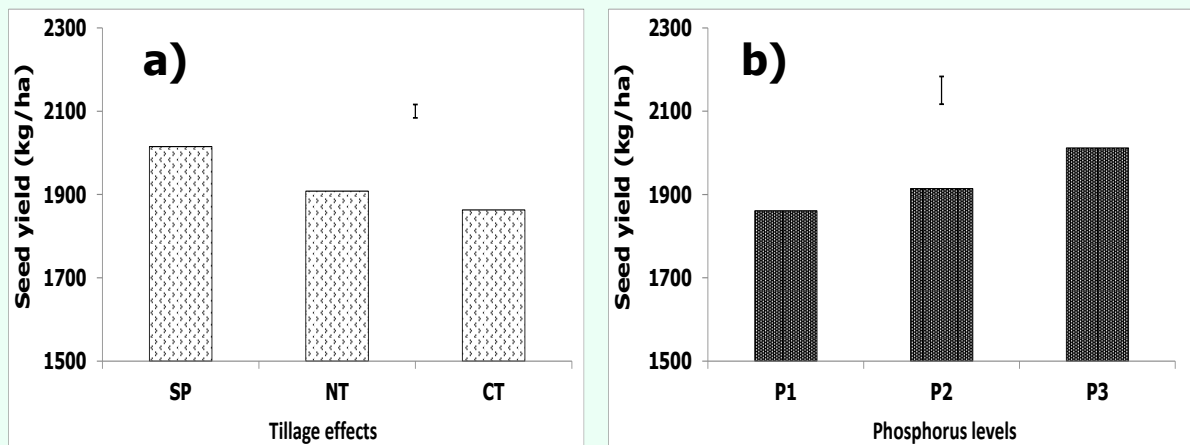 a)
Seed yield (kg/ha)
2300
2100
1900
1700
1500
SP NT CT
Tillage effects
b)
Seed yield (kg/ha)
2300
2100
1900
1700
1500
P1 P2 P3
Phosphorus levels